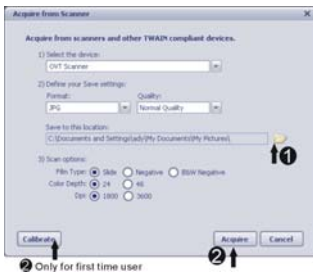 Acquire from Scanner
Acquire from scanners and other TWAIN compliant devices.
1) Select the device:
OVT Scanner
2) Define your Save settings:
Format: Quality:
JPG Normal Quality
Save to this location:
C:\Documents and Settings\ady\My Documents\My Pictures\
1
3) Scan options:
Film Type: Slide Negative B&W Negative
Color Depth: 24 48
Dpi: 1800 3600
Calibrate 2 Acquire Cancel
2 Only for first time user